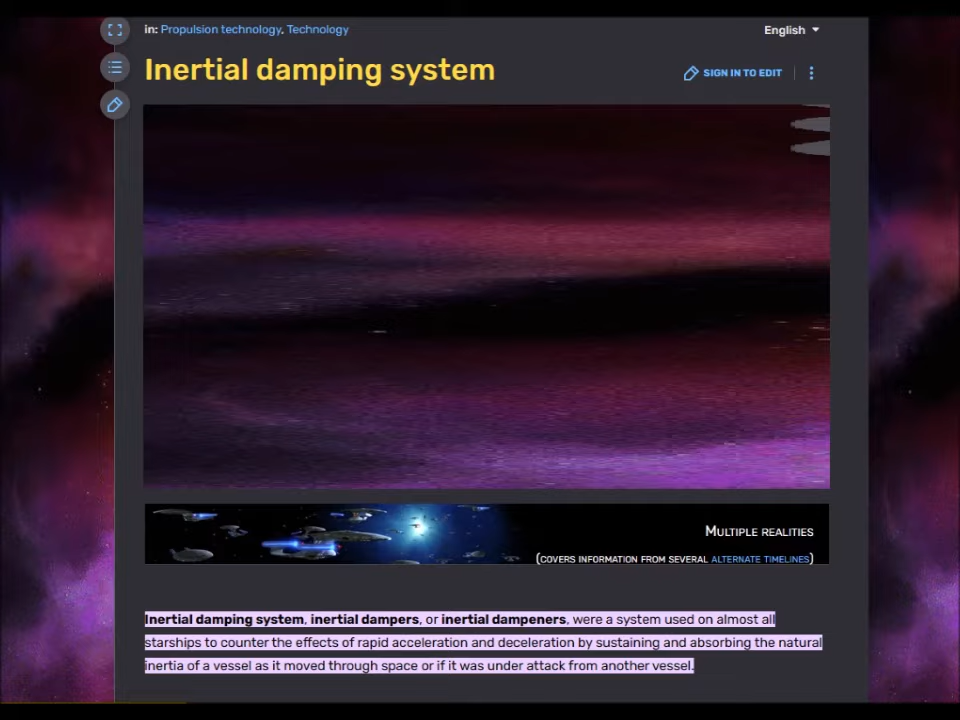 in: Propulsion technology, Technology
English
Inertial damping system
SIGN IN TO EDIT
MULTIPLE REALITIES
(COVERS INFORMATION FROM SEVERAL ALTERNATE TIMELINES)
Inertial damping system, inertial dampers, or inertial dampeners, were a system used on almost all
starships to counter the effects of rapid acceleration and deceleration by sustaining and absorbing the natural
inertia of a vessel as it moved through space or if it was under attack from another vessel.